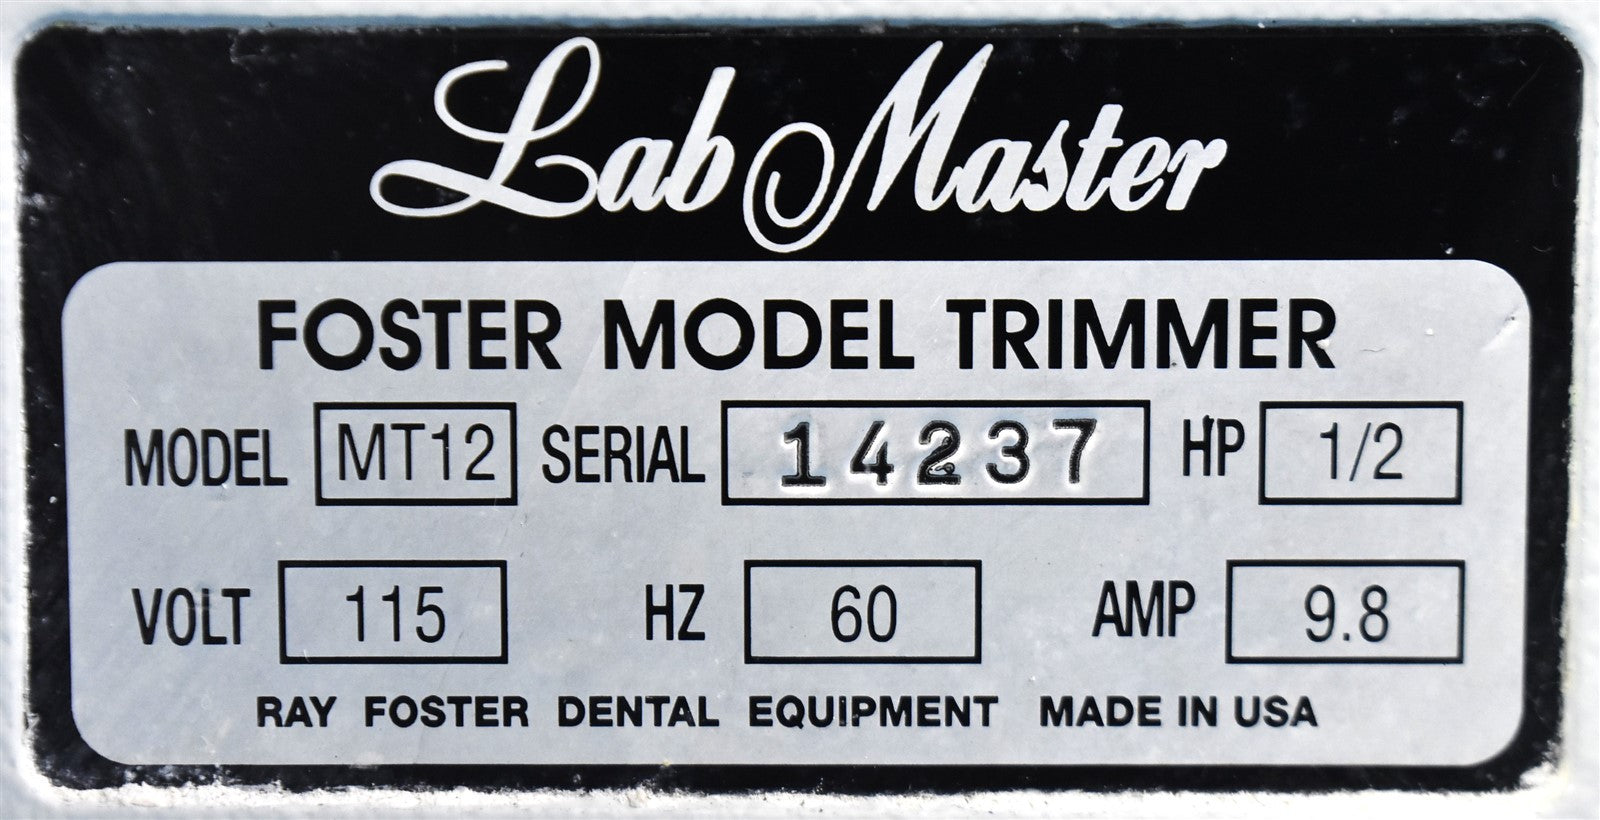 Lab Master
FOSTER MODEL TRIMMER
MODEL MT12 SERIAL 14237 HP 1/2
VOLT 115 HZ 60 AMP 9.8
RAY FOSTER DENTAL EQUIPMENT MADE IN USA